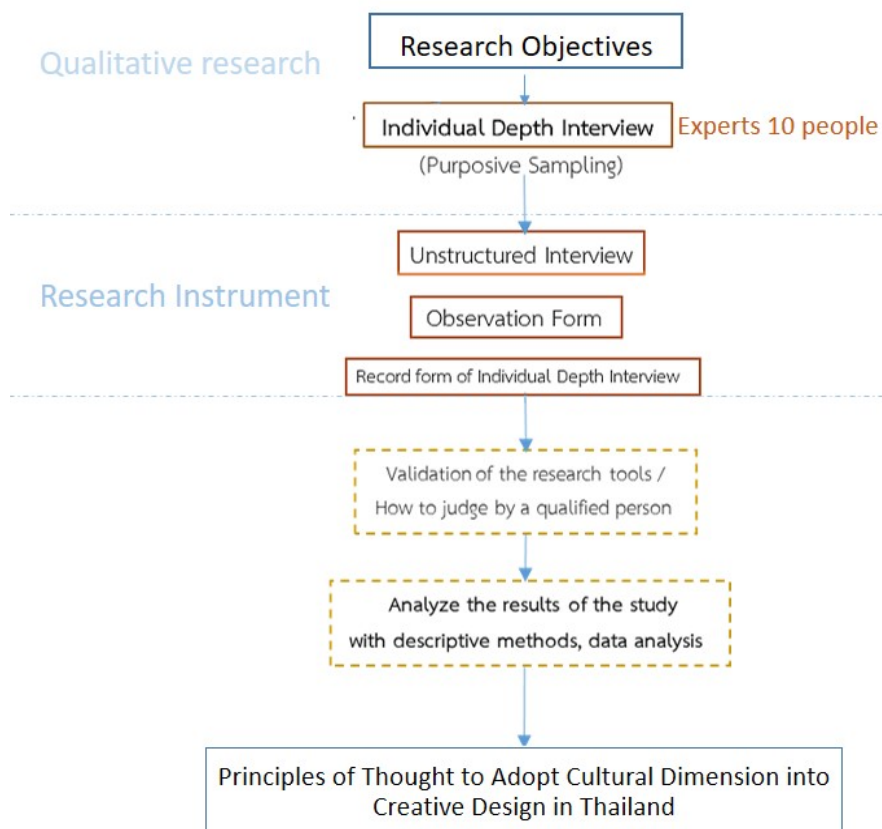 Research Objectives
Qualitative research
Individual Depth Interview
Experts 10 people
(Purposive Sampling)
Unstructured Interview
Research Instrument
Observation Form
Record form of Individual Depth Interview
Validation of the research tools /
How to judge by a qualified person
Analyze the results of the study
with descriptive methods, data analysis
Principles of Thought to Adopt Cultural Dimension into
Creative Design in Thailand